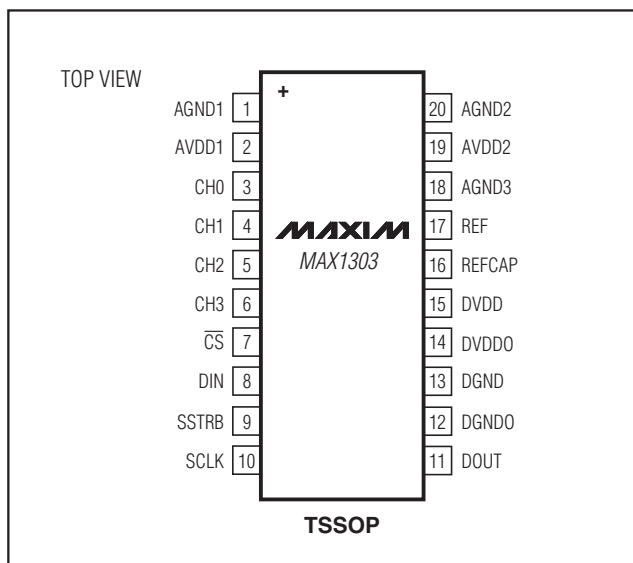 TOP VIEW
+
AGND1 1
AVDD1 2
CH0 3
CH1 4
CH2 5
CH3 6
C̅S̅ 7
DIN 8
SSTRB 9
SCLK 10
MAXIM
MAX1303
20 AGND2
19 AVDD2
18 AGND3
17 REF
16 REFCAP
15 DVDD
14 DVDDO
13 DGND
12 DGNDO
11 DOUT
TSSOP